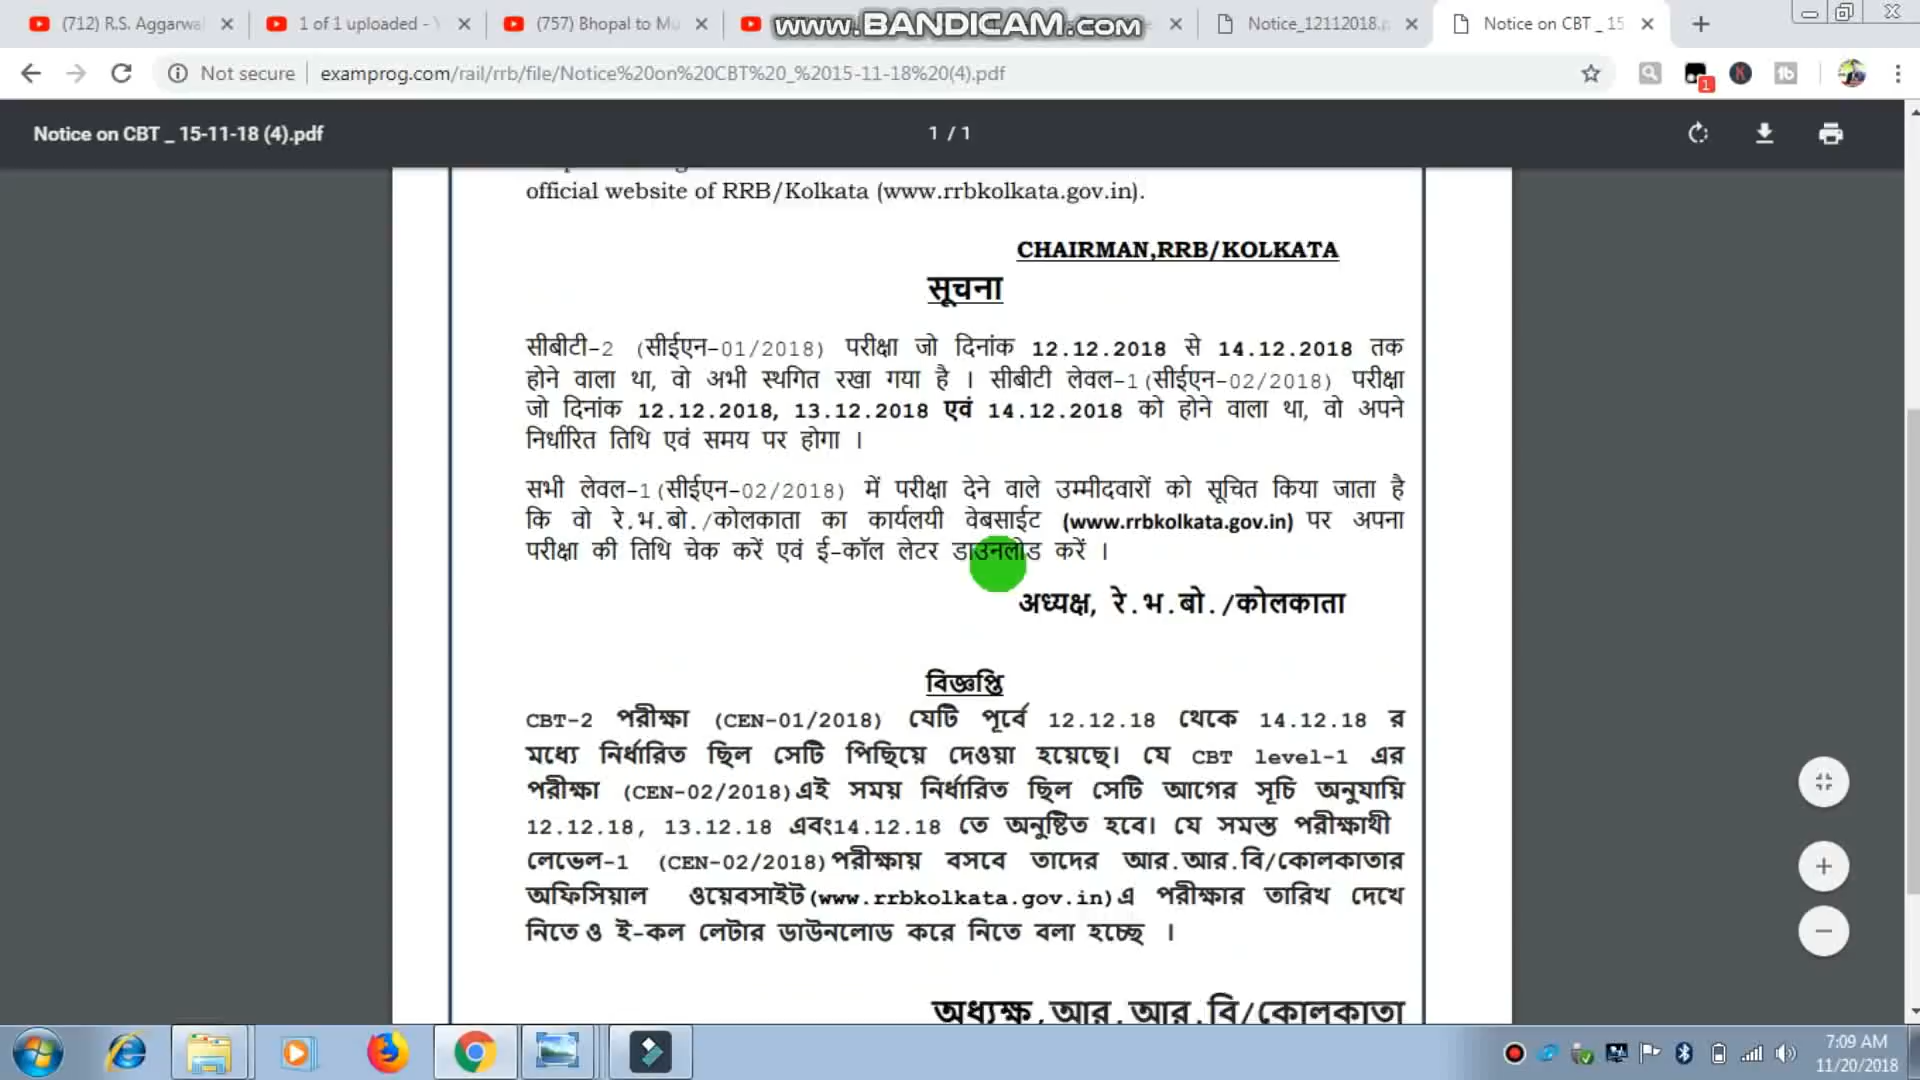 (712) R.S. Aggarwal
1 of 1 uploaded - Y
(757) Bhopal to Mu
www.BANDICAM.com
Notice_12112018.p
Notice on CBT _ 15
Not secure
examprog.com/rail/rrb/file/Notice%20on%20CBT%20_%2015-11-18%20(4).pdf
1
Notice on CBT _ 15-11-18 (4).pdf
1 / 1
official website of RRB/Kolkata (www.rrbkolkata.gov.in).
CHAIRMAN,RRB/KOLKATA
सूचना
सीबीटी-2 (सीईएन-01/2018) परीक्षा जो दिनांक 12.12.2018 से 14.12.2018 तक
होने वाला था, वो अभी स्थगित रखा गया है । सीबीटी लेवल-1(सीईएन-02/2018) परीक्षा
जो दिनांक 12.12.2018, 13.12.2018 एवं 14.12.2018 को होने वाला था, वो अपने
निर्धारित तिथि एवं समय पर होगा ।
सभी लेवल-1(सीईएन-02/2018) में परीक्षा देने वाले उम्मीदवारों को सूचित किया जाता है
कि वो रे.भ.बो./कोलकाता का कार्यलयी वेबसाईट (www.rrbkolkata.gov.in) पर अपना
परीक्षा की तिथि चेक करें एवं ई-कॉल लेटर डाउनलोड करें ।
अध्यक्ष, रे.भ.बो./कोलकाता
বিজ্ঞপ্তি
CBT-2 পরীক্ষা (CEN-01/2018) যেটি পূর্বে 12.12.18 থেকে 14.12.18 র
মধ্যে নির্ধারিত ছিল সেটি পিছিয়ে দেওয়া হয়েছে। যে CBT level-1 এর
পরীক্ষা (CEN-02/2018)এই সময় নির্ধারিত ছিল সেটি আগের সূচি অনুযায়ি
12.12.18, 13.12.18 এবং14.12.18 তে অনুষ্টিত হবে। যে সমস্ত পরীক্ষাথী
লেভেল-1 (CEN-02/2018)পরীক্ষায় বসবে তাদের আর.আর.বি/কোলকাতার
অফিসিয়াল ওয়েবসাইট(www.rrbkolkata.gov.in)এ পরীক্ষার তারিখ দেখে
নিতে ও ই-কল লেটার ডাউনলোড করে নিতে বলা হচ্ছে ।
অধ্যক্ষ,আর.আর.বি/কোলকাতা
7:09 AM
11/20/2018